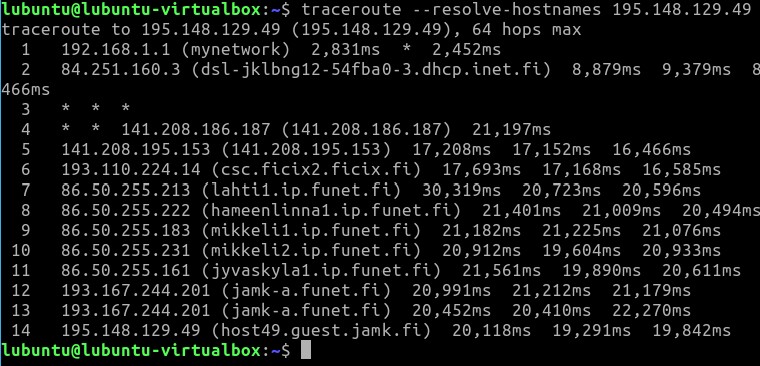 lubuntu@lubuntu-virtualbox:~$ traceroute --resolve-hostnames 195.148.129.49
traceroute to 195.148.129.49 (195.148.129.49), 64 hops max
1 192.168.1.1 (mynetwork) 2,831ms * 2,452ms
2 84.251.160.3 (dsl-jklbng12-54fba0-3.dhcp.inet.fi) 8,879ms 9,379ms 8
466ms
3 * * *
4 * * 141.208.186.187 (141.208.186.187) 21,197ms
5 141.208.195.153 (141.208.195.153) 17,208ms 17,152ms 16,466ms
6 193.110.224.14 (csc.ficix2.ficix.fi) 17,693ms 17,168ms 16,585ms
7 86.50.255.213 (lahti1.ip.funet.fi) 30,319ms 20,723ms 20,596ms
8 86.50.255.222 (hameenlinna1.ip.funet.fi) 21,401ms 21,009ms 20,494ms
9 86.50.255.183 (mikkeli1.ip.funet.fi) 21,182ms 21,225ms 21,076ms
10 86.50.255.231 (mikkeli2.ip.funet.fi) 20,912ms 19,604ms 20,933ms
11 86.50.255.161 (jyvaskyla1.ip.funet.fi) 21,561ms 19,890ms 20,611ms
12 193.167.244.201 (jamk-a.funet.fi) 20,991ms 21,212ms 21,179ms
13 193.167.244.201 (jamk-a.funet.fi) 20,452ms 20,410ms 22,270ms
14 195.148.129.49 (host49.guest.jamk.fi) 20,118ms 19,291ms 19,842ms
lubuntu@lubuntu-virtualbox:~$